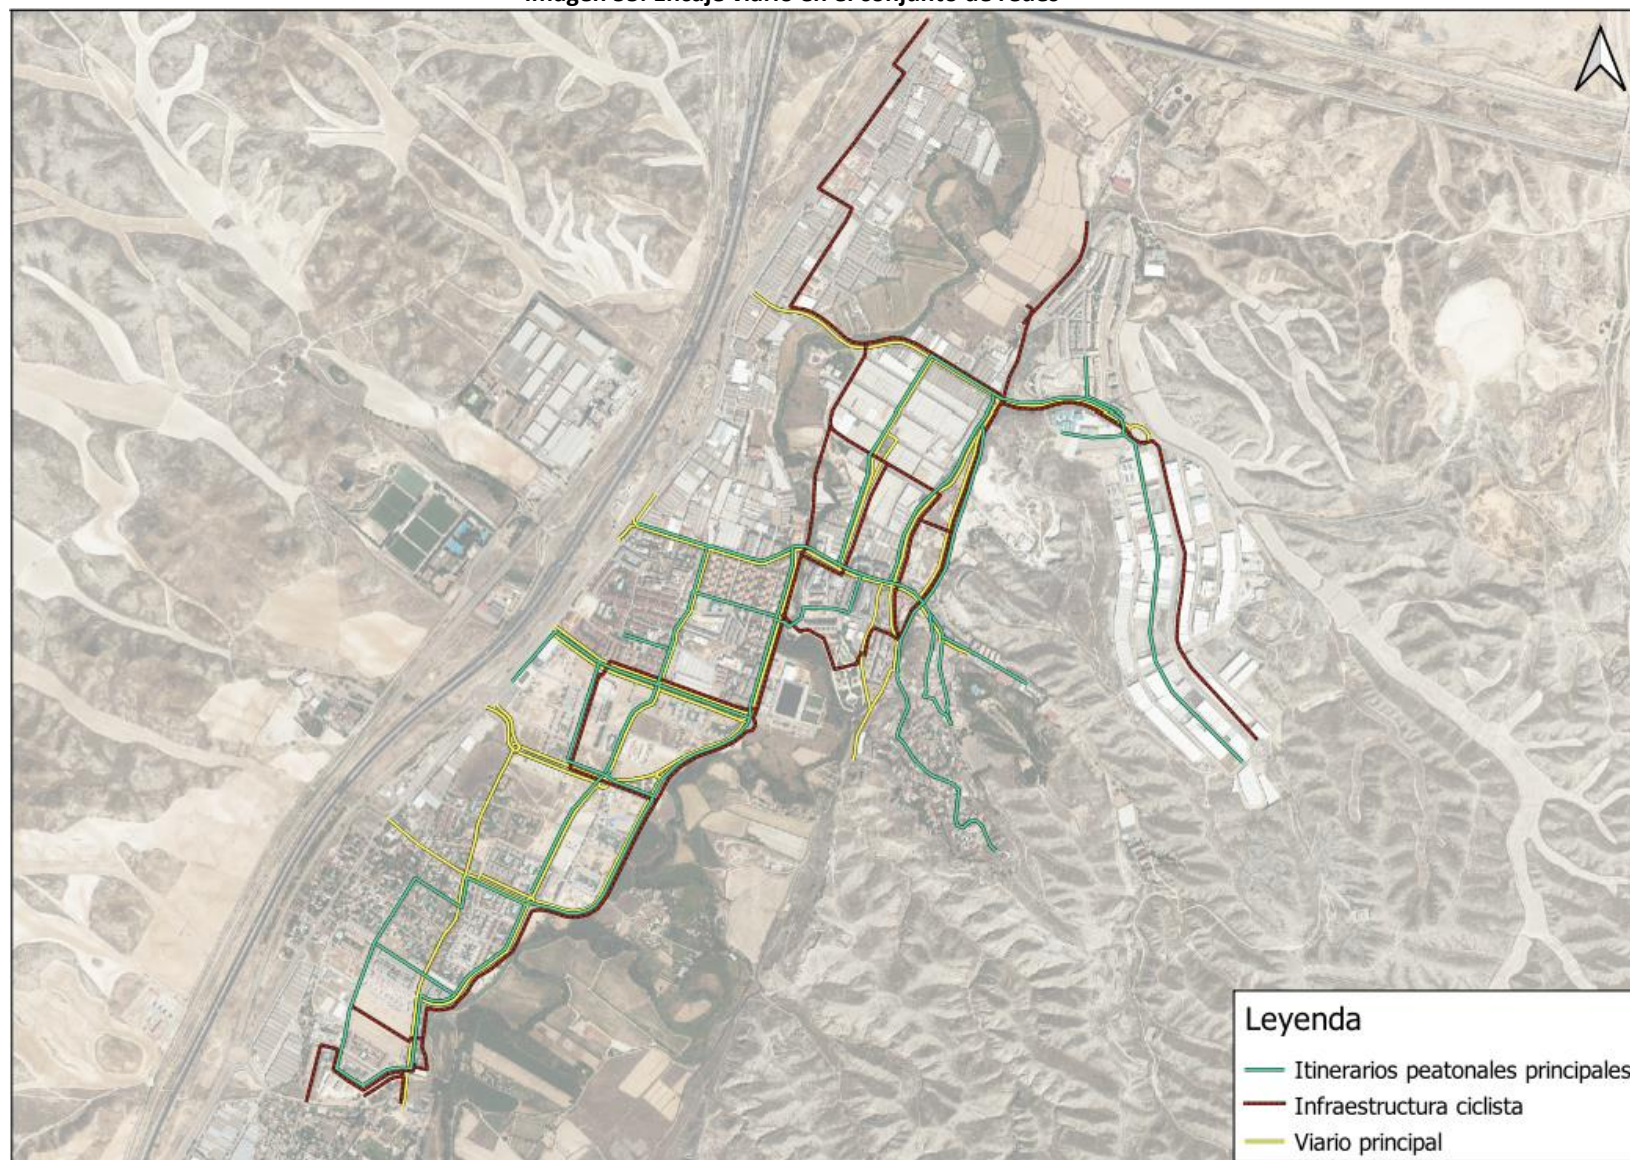 Leyenda
Itinerarios peatonales principales
Infraestructura ciclista
Viario principal